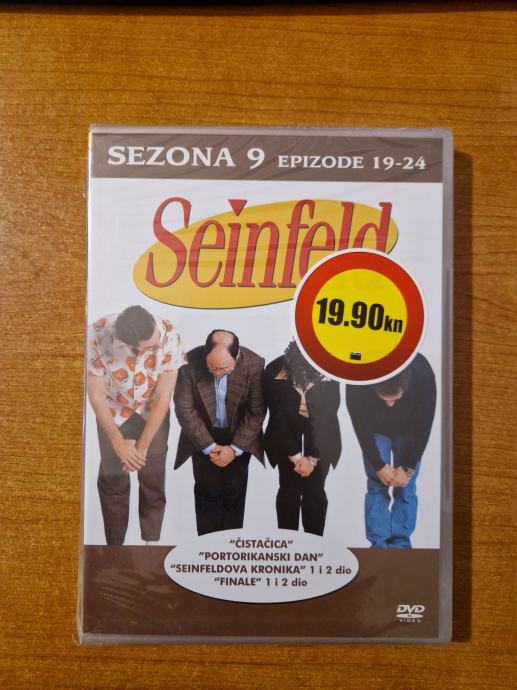 SEZONA 9 EPIZODE 19-24
Seinfeld
19.90kn
"ČISTAČICA"
"PORTORIKANSKI DAN"
"SEINFELDOVA KRONIKA" 1 i 2 dio
"FINALE" 1 i 2 dio
DVD
VIDEO